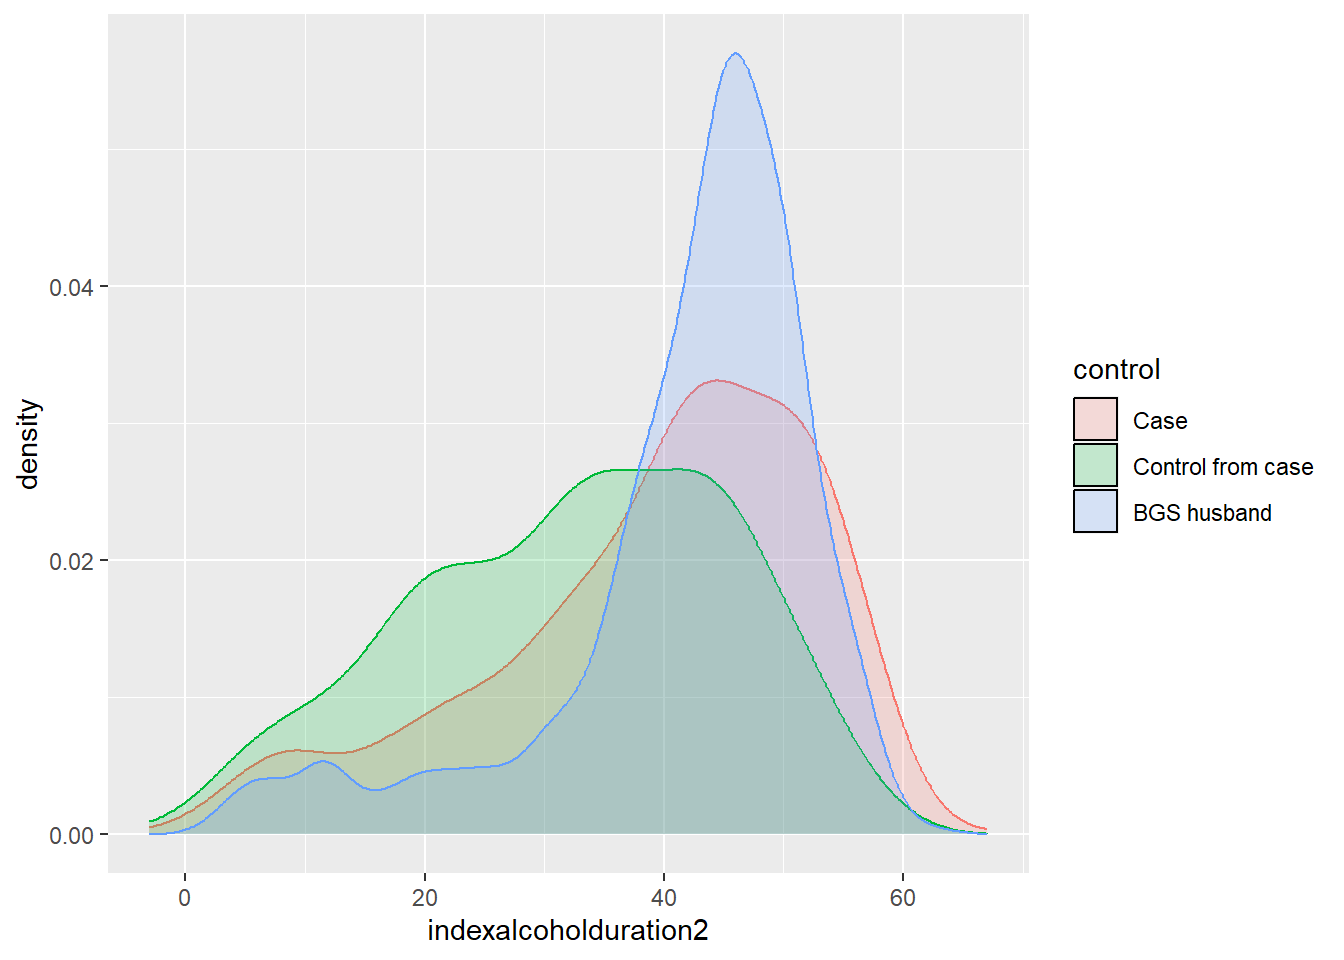 density
0.04
0.02
0.00
0
20
40
60
indexalcoholduration2
control
Case
Control from case
BGS husband